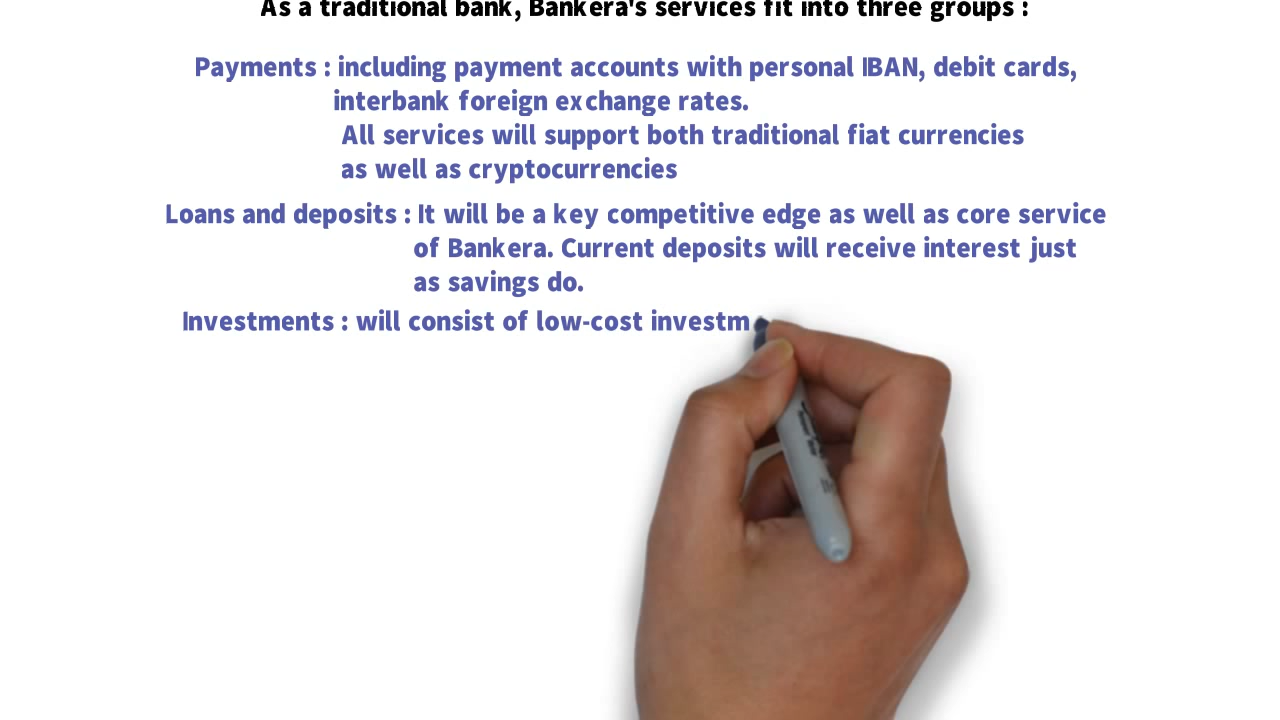 As a traditional bank, Bankera's services fit into three groups :
Payments : including payment accounts with personal IBAN, debit cards,
interbank foreign exchange rates.
All services will support both traditional fiat currencies
as well as cryptocurrencies
Loans and deposits : It will be a key competitive edge as well as core service
of Bankera. Current deposits will receive interest just
as savings do.
Investments : will consist of low-cost investm